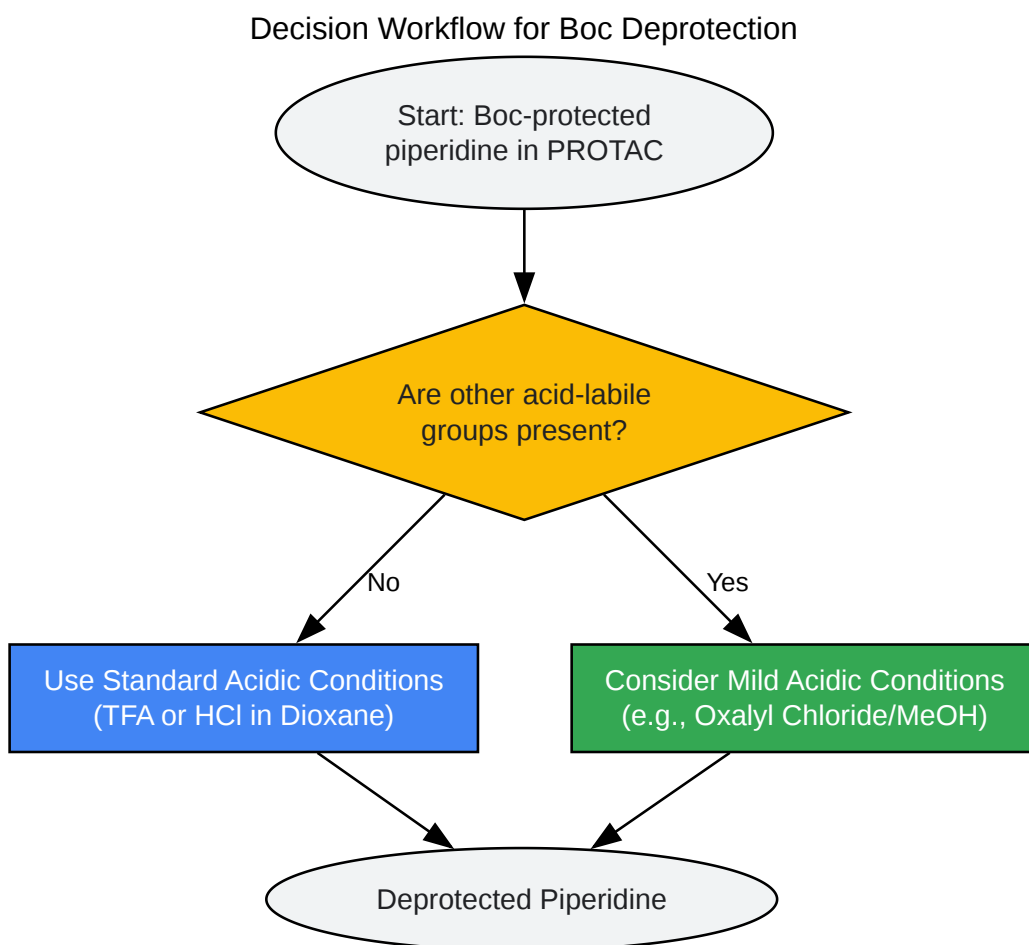 Decision Workflow for Boc Deprotection
Start: Boc-protected
piperidine in PROTAC
Are other acid-labile
groups present?
No
Yes
Use Standard Acidic Conditions
(TFA or HCl in Dioxane)
Consider Mild Acidic Conditions
(e.g., Oxalyl Chloride/MeOH)
Deprotected Piperidine